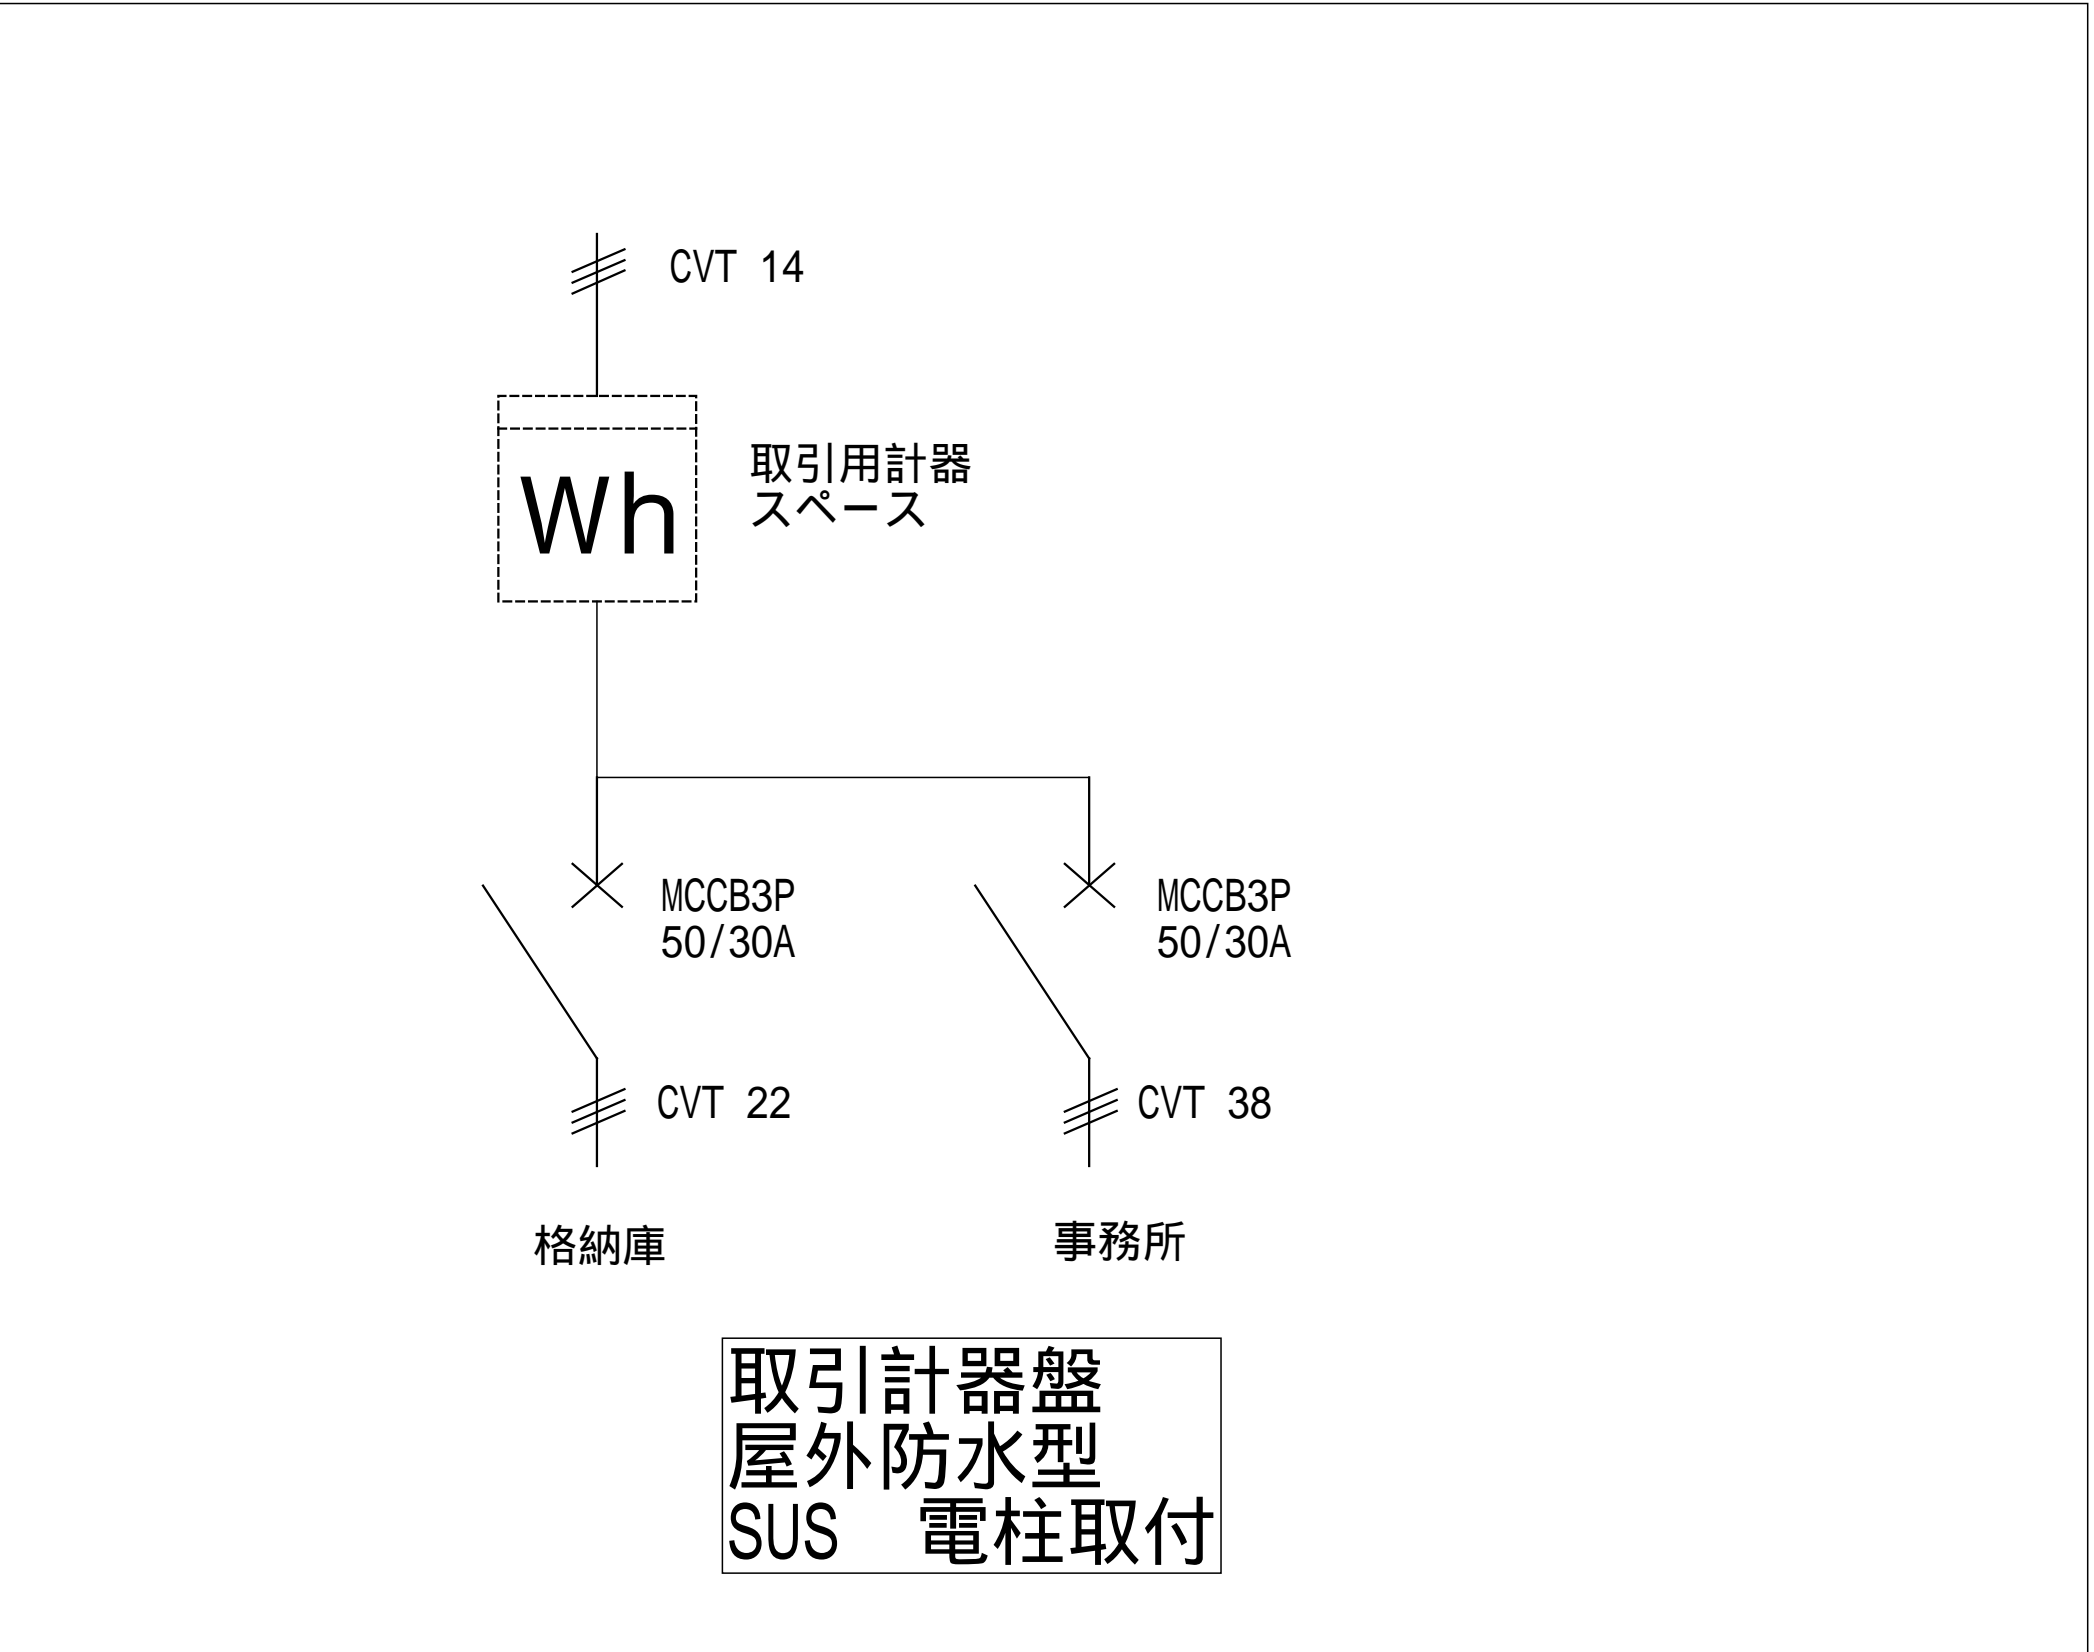 CVT 14
Wh
取引用計器
スペース
MCCB3P
50/30A
MCCB3P
50/30A
CVT 22
CVT 38
格納庫
事務所
取引計器盤
屋外防水型
SUS　電柱取付